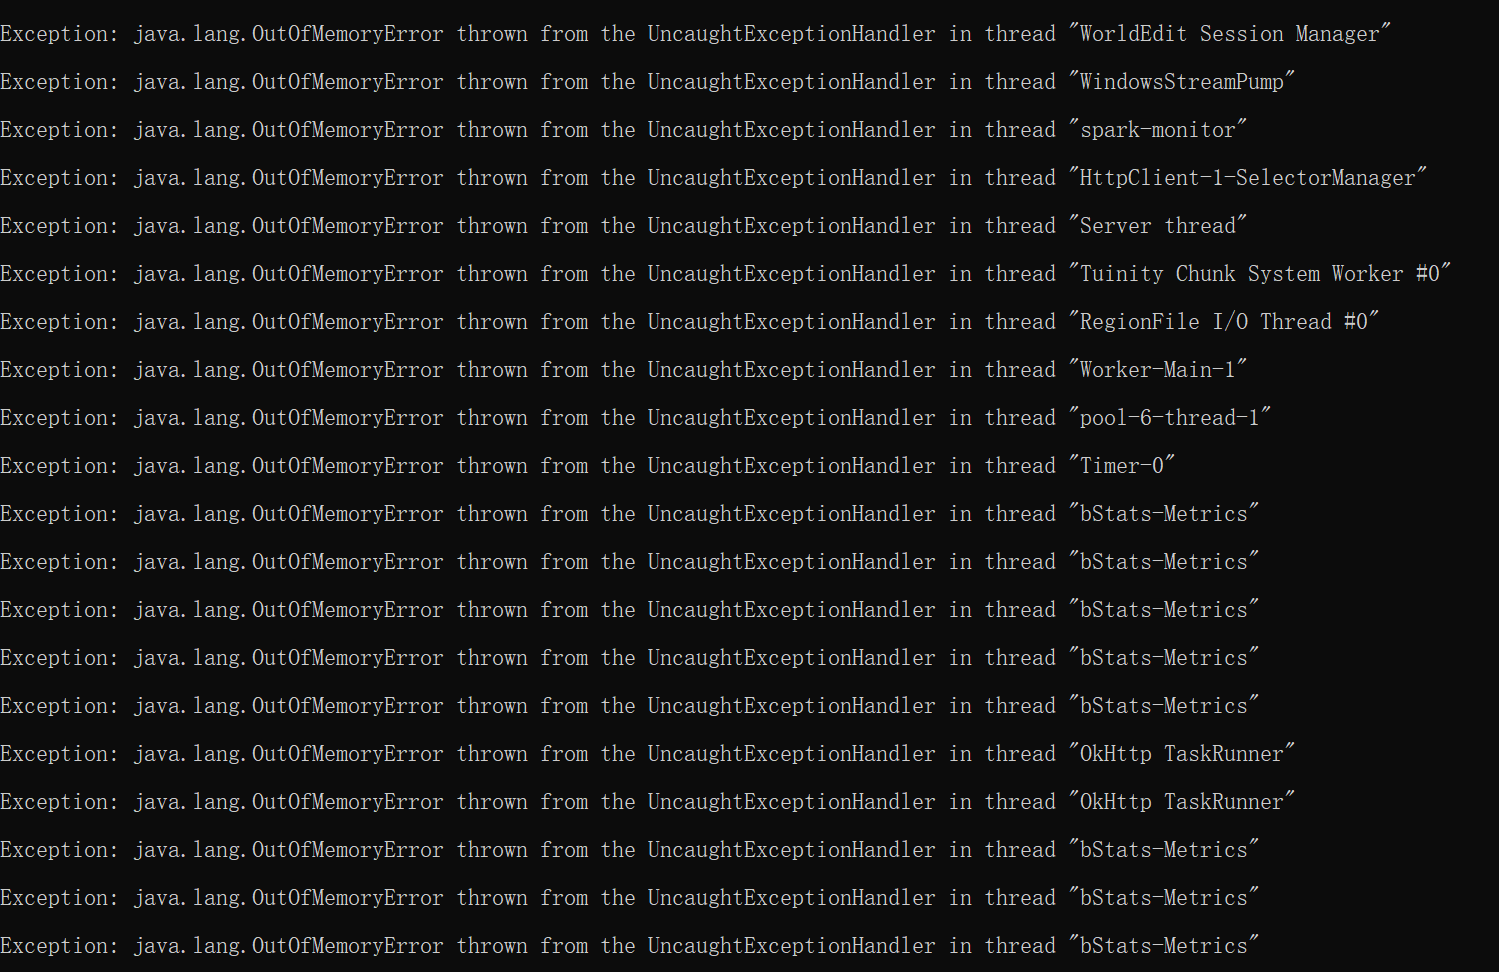 Exception: java.lang.OutOfMemoryError thrown from the UncaughtExceptionHandler in thread "WorldEdit Session Manager"
Exception: java.lang.OutOfMemoryError thrown from the UncaughtExceptionHandler in thread "WindowsStreamPump"
Exception: java.lang.OutOfMemoryError thrown from the UncaughtExceptionHandler in thread "spark-monitor"
Exception: java.lang.OutOfMemoryError thrown from the UncaughtExceptionHandler in thread "HttpClient-1-SelectorManager"
Exception: java.lang.OutOfMemoryError thrown from the UncaughtExceptionHandler in thread "Server thread"
Exception: java.lang.OutOfMemoryError thrown from the UncaughtExceptionHandler in thread "Tuinity Chunk System Worker #0"
Exception: java.lang.OutOfMemoryError thrown from the UncaughtExceptionHandler in thread "RegionFile I/O Thread #0"
Exception: java.lang.OutOfMemoryError thrown from the UncaughtExceptionHandler in thread "Worker-Main-1"
Exception: java.lang.OutOfMemoryError thrown from the UncaughtExceptionHandler in thread "pool-6-thread-1"
Exception: java.lang.OutOfMemoryError thrown from the UncaughtExceptionHandler in thread "Timer-0"
Exception: java.lang.OutOfMemoryError thrown from the UncaughtExceptionHandler in thread "bStats-Metrics"
Exception: java.lang.OutOfMemoryError thrown from the UncaughtExceptionHandler in thread "bStats-Metrics"
Exception: java.lang.OutOfMemoryError thrown from the UncaughtExceptionHandler in thread "bStats-Metrics"
Exception: java.lang.OutOfMemoryError thrown from the UncaughtExceptionHandler in thread "bStats-Metrics"
Exception: java.lang.OutOfMemoryError thrown from the UncaughtExceptionHandler in thread "bStats-Metrics"
Exception: java.lang.OutOfMemoryError thrown from the UncaughtExceptionHandler in thread "OkHttp TaskRunner"
Exception: java.lang.OutOfMemoryError thrown from the UncaughtExceptionHandler in thread "OkHttp TaskRunner"
Exception: java.lang.OutOfMemoryError thrown from the UncaughtExceptionHandler in thread "bStats-Metrics"
Exception: java.lang.OutOfMemoryError thrown from the UncaughtExceptionHandler in thread "bStats-Metrics"
Exception: java.lang.OutOfMemoryError thrown from the UncaughtExceptionHandler in thread "bStats-Metrics"